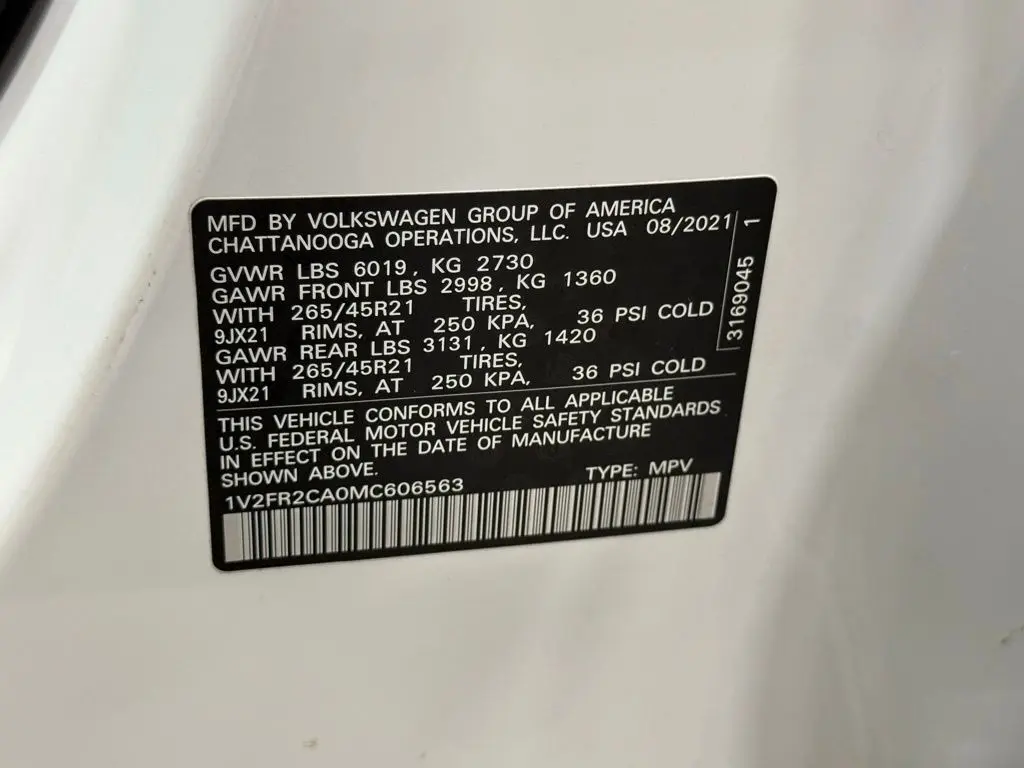 MFD BY VOLKSWAGEN GROUP OF AMERICA
CHATTANOOGA OPERATIONS, LLC. USA 08/2021
GVWR LBS 6019, KG 2730
GAWR FRONT LBS 2998, KG 1360
WITH 265/45R21 TIRES,
9JX21 RIMS, AT 250 KPA, 36 PSI COLD
GAWR REAR LBS 3131, KG 1420
WITH 265/45R21 TIRES,
9JX21 RIMS, AT 250 KPA, 36 PSI COLD
THIS VEHICLE CONFORMS TO ALL APPLICABLE
U.S. FEDERAL MOTOR VEHICLE SAFETY STANDARDS
IN EFFECT ON THE DATE OF MANUFACTURE
SHOWN ABOVE.
TYPE: MPV
1V2FR2CA0MC606563
3169045 1